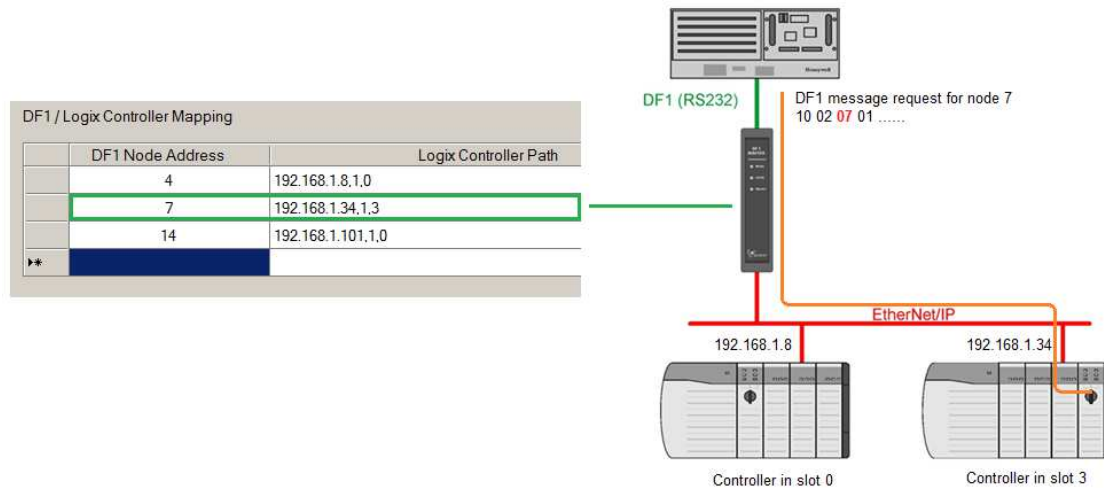 DF1 / Logix Controller Mapping
DF1 Node Address Logix Controller Path
4 192.168.1.8,1,0
7 192.168.1.34,1,3
14 192.168.1.101,1,0
Honeywell
DF1 (RS232)
DF1 message request for node 7
10 02 07 01 ......
EtherNet/IP
192.168.1.8
192.168.1.34
Controller in slot 0
Controller in slot 3